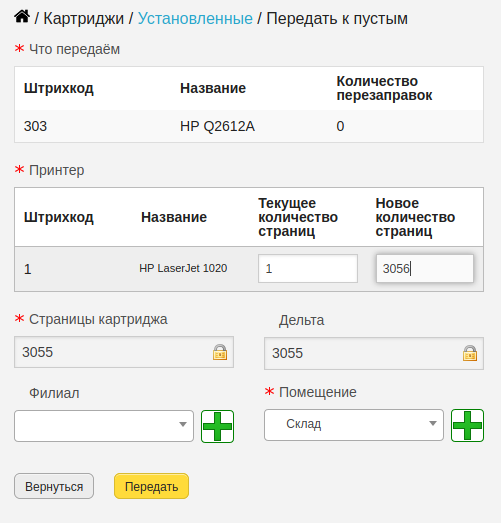 / Картриджи / Установленные / Передать к пустым
* Что передаём
Штрихкод Название Количество
перезаправок
303 HP Q2612A 0
* Принтер
Штрихкод Название Текущее Новое
количество количество
страниц страниц
1 HP LaserJet 1020 1 3056
* Страницы картриджа Дельта
3055 3055
Филиал * Помещение
Склад
Вернуться Передать